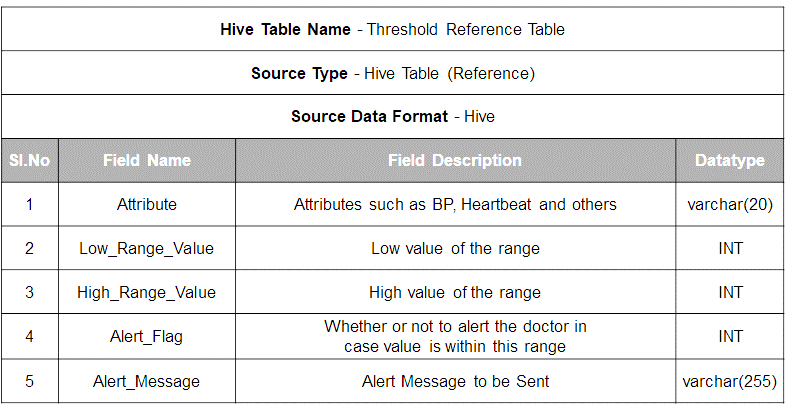 Hive Table Name - Threshold Reference Table
Source Type - Hive Table (Reference)
Source Data Format - Hive
Sl.No Field Name Field Description Datatype
1 Attribute Attributes such as BP, Heartbeat and others varchar(20)
2 Low_Range_Value Low value of the range INT
3 High_Range_Value High value of the range INT
4 Alert_Flag Whether or not to alert the doctor in
case value is within this range INT
5 Alert_Message Alert Message to be Sent varchar(255)